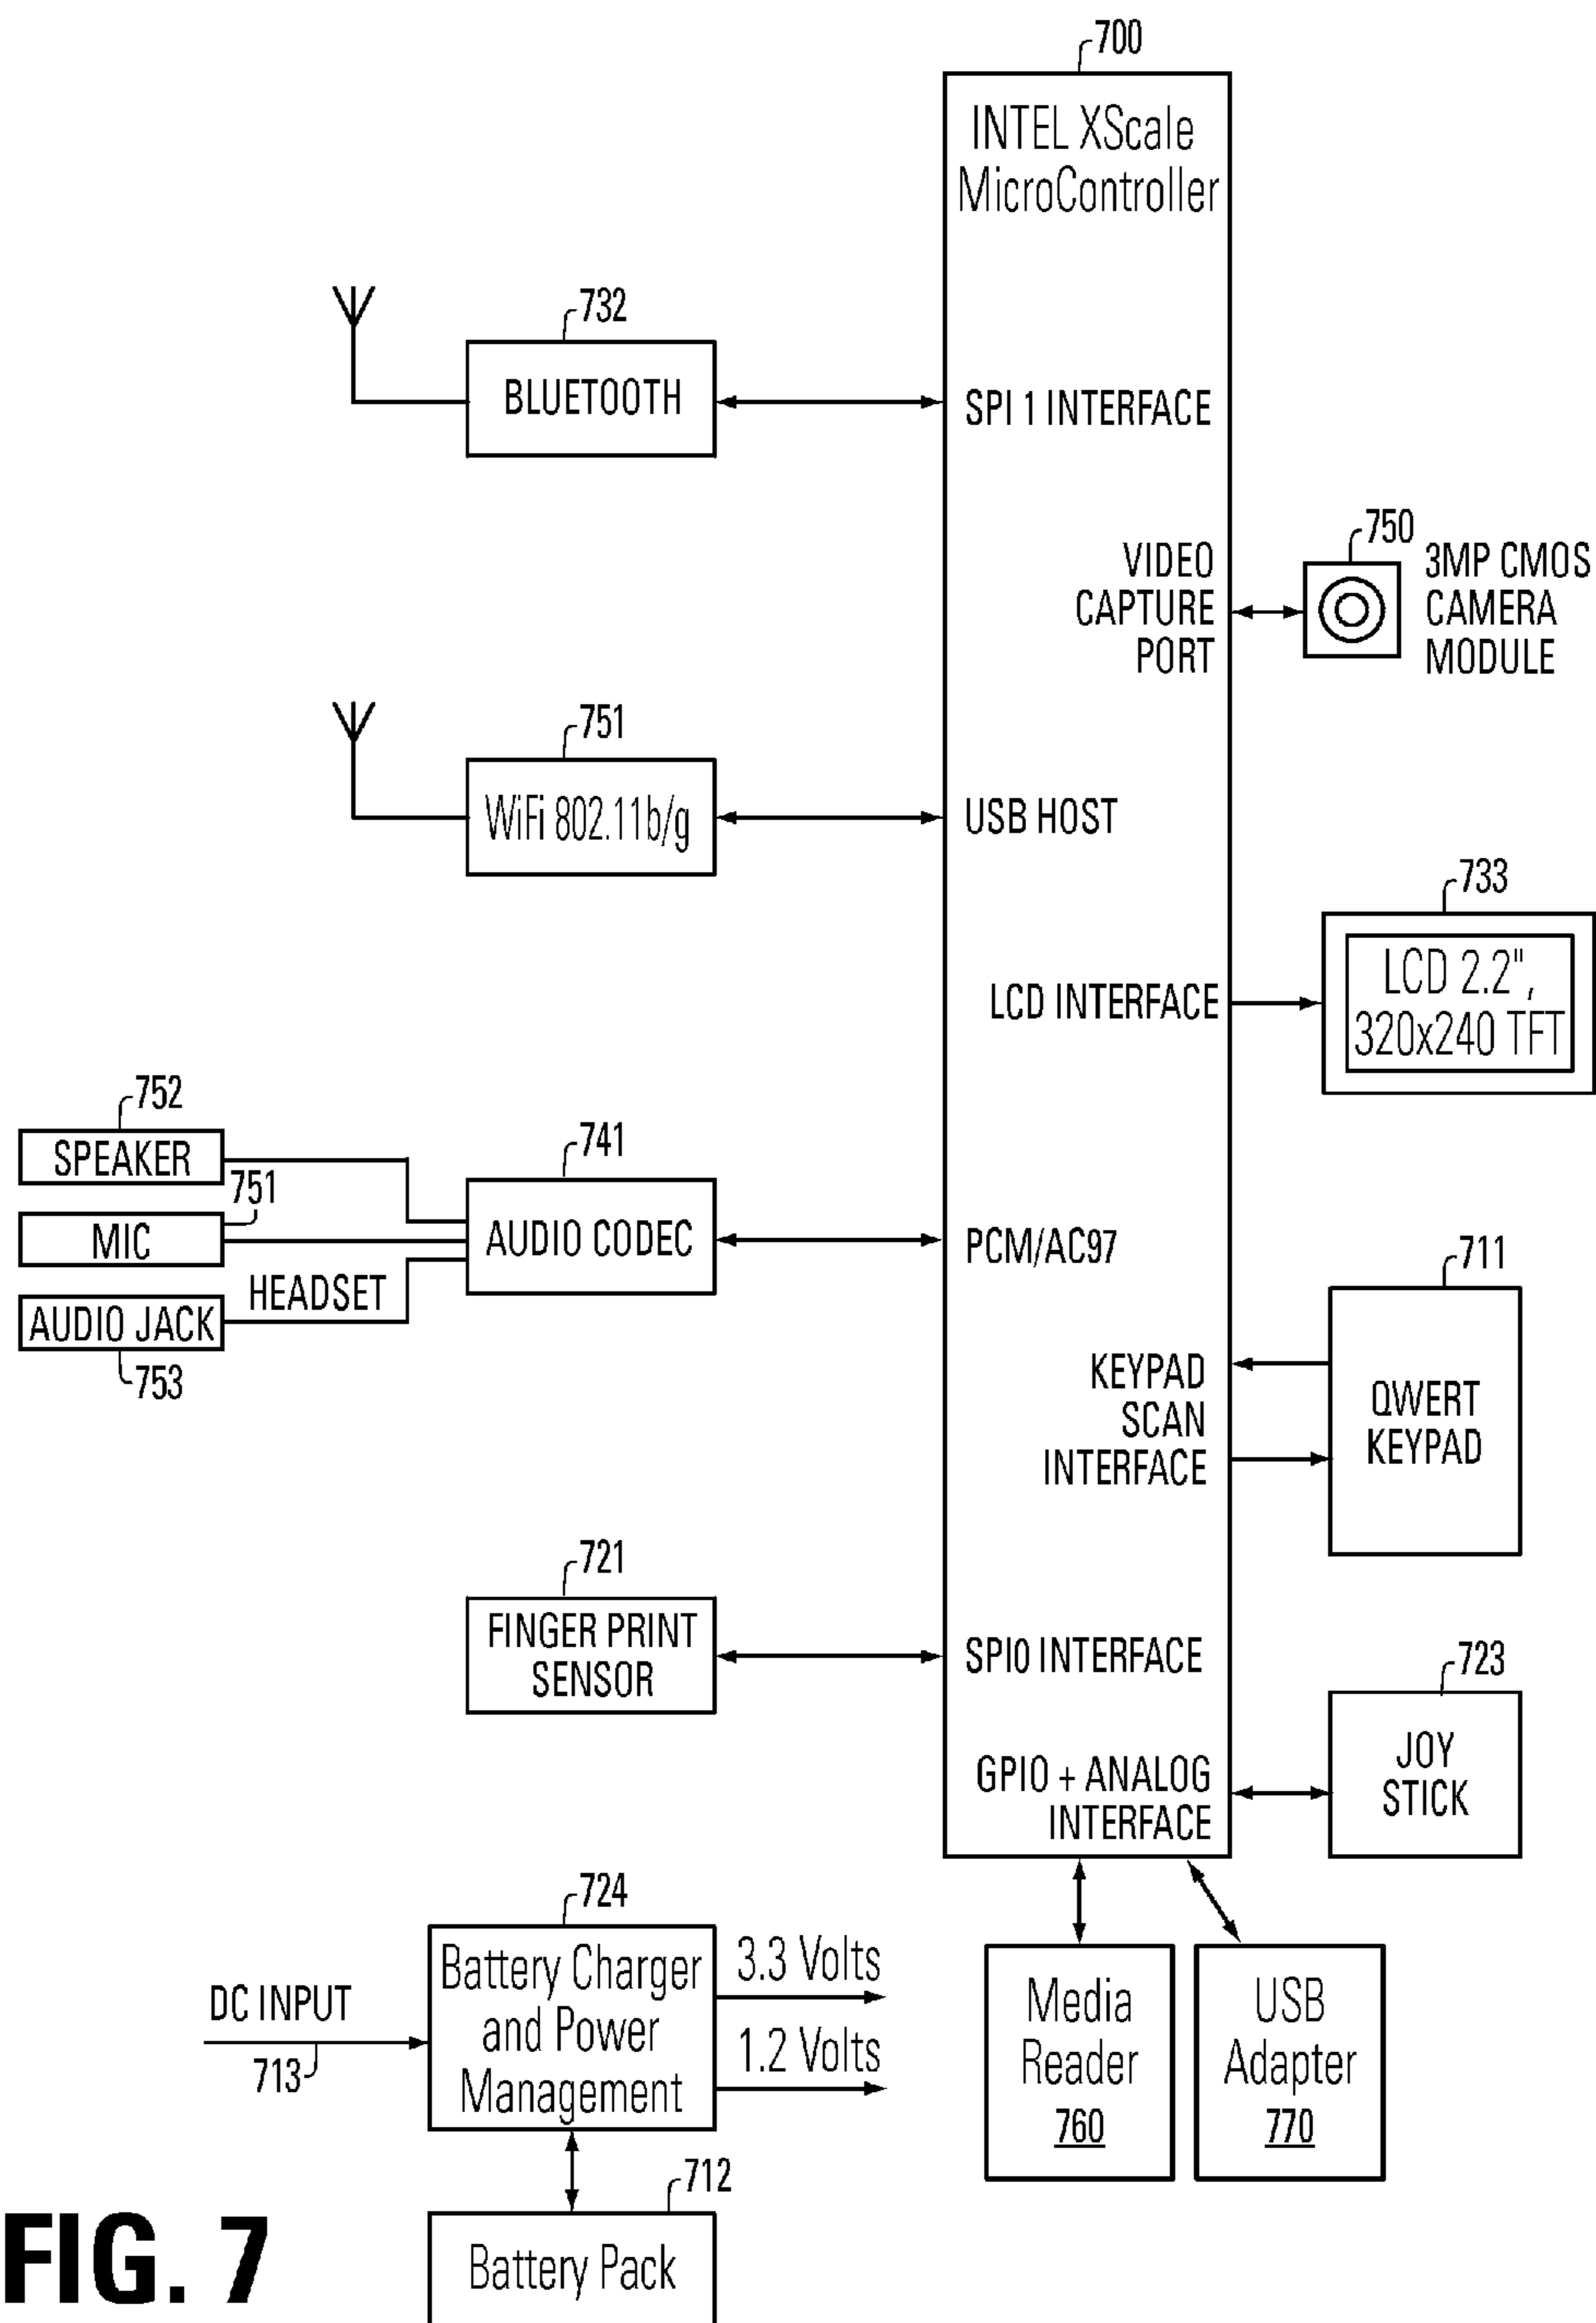 700
INTEL XScale
MicroController
732
BLUETOOTH
SPI 1 INTERFACE
750
VIDEO
CAPTURE
PORT
3MP CMOS
CAMERA
MODULE
751
WiFi 802.11b/g
USB HOST
733
LCD INTERFACE
LCD 2.2",
320x240 TFT
752
SPEAKER
751
MIC
HEADSET
AUDIO JACK
753
741
AUDIO CODEC
PCM/AC97
711
KEYPAD
SCAN
INTERFACE
QWERT
KEYPAD
721
FINGER PRINT
SENSOR
SPI0 INTERFACE
723
GPIO + ANALOG
INTERFACE
JOY
STICK
724
Battery Charger
and Power
Management
3.3 Volts
1.2 Volts
DC INPUT
713
Media
Reader
760
USB
Adapter
770
712
Battery Pack
FIG. 7